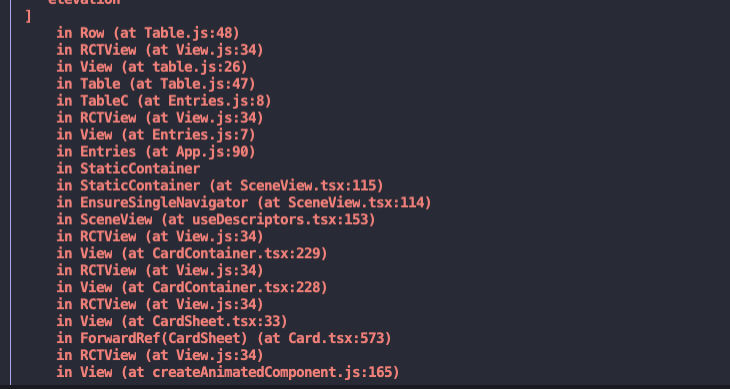 elevation
]
in Row (at Table.js:48)
in RCTView (at View.js:34)
in View (at table.js:26)
in Table (at Table.js:47)
in TableC (at Entries.js:8)
in RCTView (at View.js:34)
in View (at Entries.js:7)
in Entries (at App.js:90)
in StaticContainer
in StaticContainer (at SceneView.tsx:115)
in EnsureSingleNavigator (at SceneView.tsx:114)
in SceneView (at useDescriptors.tsx:153)
in RCTView (at View.js:34)
in View (at CardContainer.tsx:229)
in RCTView (at View.js:34)
in View (at CardContainer.tsx:228)
in RCTView (at View.js:34)
in View (at CardSheet.tsx:33)
in ForwardRef(CardSheet) (at Card.tsx:573)
in RCTView (at View.js:34)
in View (at createAnimatedComponent.js:165)